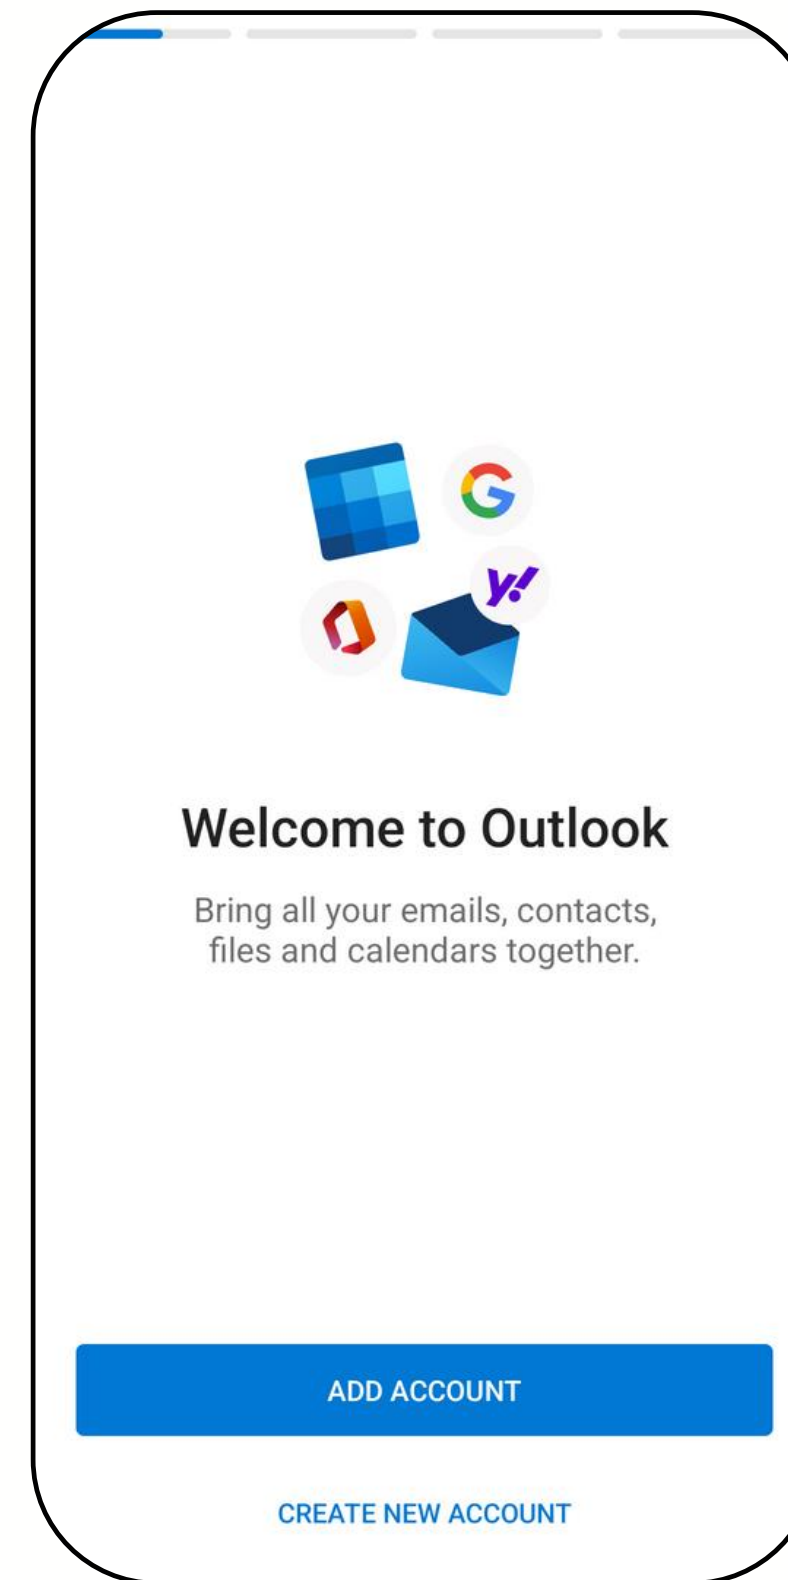 Welcome to Outlook
Bring all your emails, contacts,
files and calendars together.
ADD ACCOUNT
CREATE NEW ACCOUNT